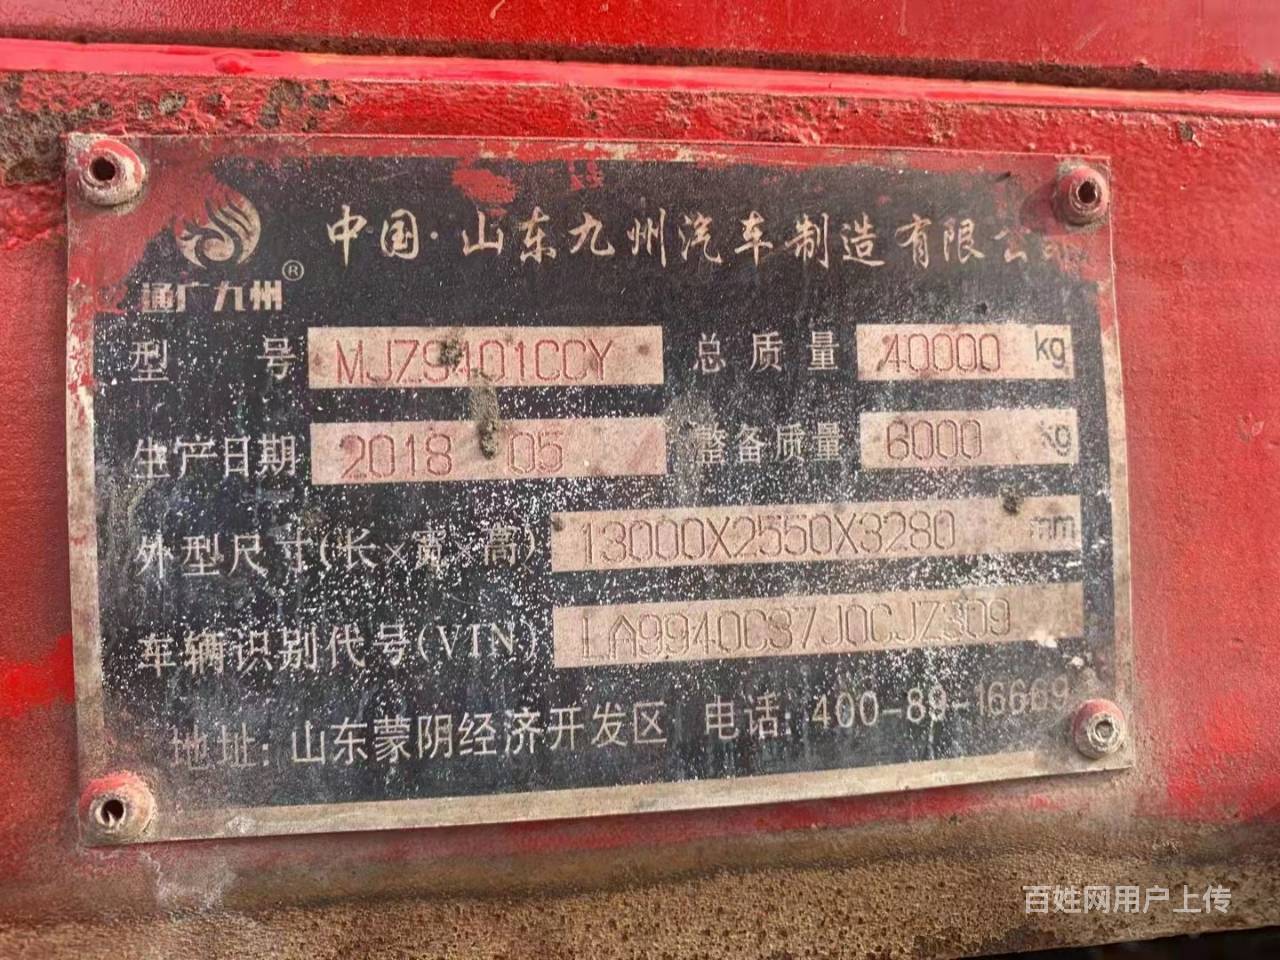 中国·山东九州汽车制造有限公司
通广九州®
型号 MJZ9401CCY 总质量 40000 kg
生产日期 2018 05 整备质量 6000 kg
外型尺寸(长×宽×高) 13000X2550X3280 mm
车辆识别代号(VIN) LA9940C37J0CJZ309
地址: 山东蒙阴经济开发区 电话: 400-89-16669
百姓网用户上传